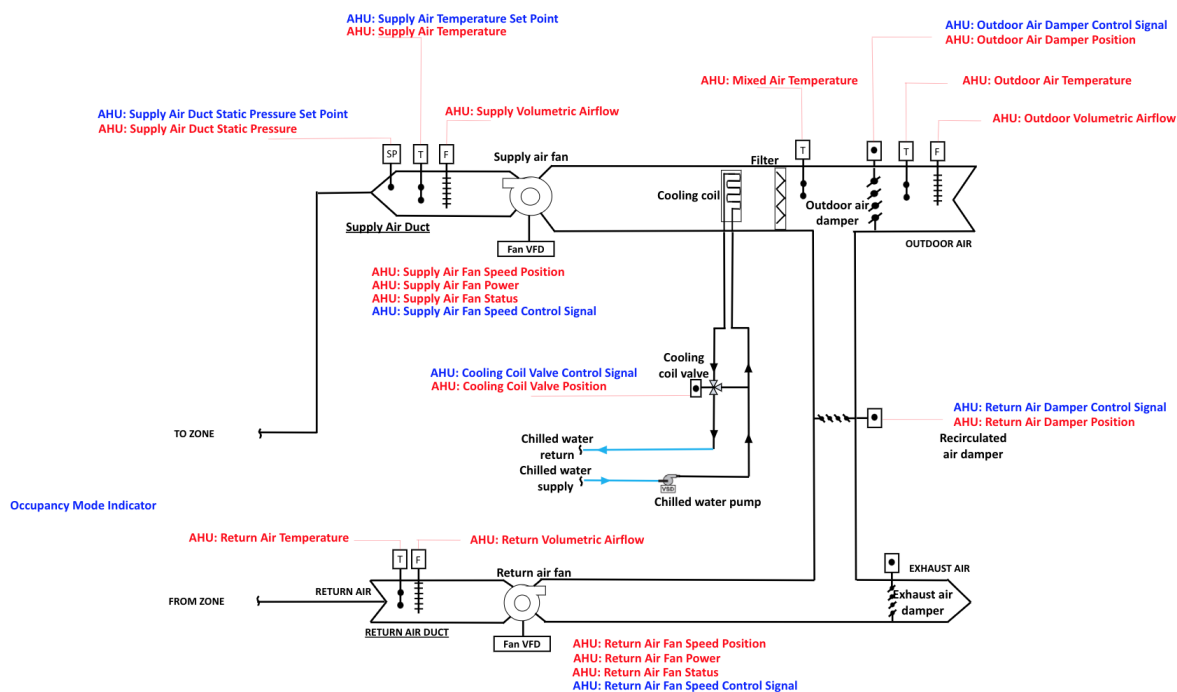 AHU: Supply Air Temperature Set Point
AHU: Supply Air Temperature
AHU: Outdoor Air Damper Control Signal
AHU: Outdoor Air Damper Position
AHU: Mixed Air Temperature
AHU: Outdoor Air Temperature
AHU: Supply Air Duct Static Pressure Set Point
AHU: Supply Air Duct Static Pressure
AHU: Supply Volumetric Airflow
AHU: Outdoor Volumetric Airflow
SP
T
F
Supply air fan
Filter
T
T
F
Cooling coil
Outdoor air
damper
Supply Air Duct
Fan VFD
OUTDOOR AIR
AHU: Supply Air Fan Speed Position
AHU: Supply Air Fan Power
AHU: Supply Air Fan Status
AHU: Supply Air Fan Speed Control Signal
Cooling
coil valve
AHU: Cooling Coil Valve Control Signal
AHU: Cooling Coil Valve Position
AHU: Return Air Damper Control Signal
AHU: Return Air Damper Position
Recirculated
air damper
TO ZONE
Chilled water
return
Chilled water
supply
VSD
Chilled water pump
Occupancy Mode Indicator
AHU: Return Air Temperature
AHU: Return Volumetric Airflow
T
F
Return air fan
EXHAUST AIR
Exhaust air
damper
FROM ZONE
RETURN AIR
RETURN AIR DUCT
Fan VFD
AHU: Return Air Fan Speed Position
AHU: Return Air Fan Power
AHU: Return Air Fan Status
AHU: Return Air Fan Speed Control Signal